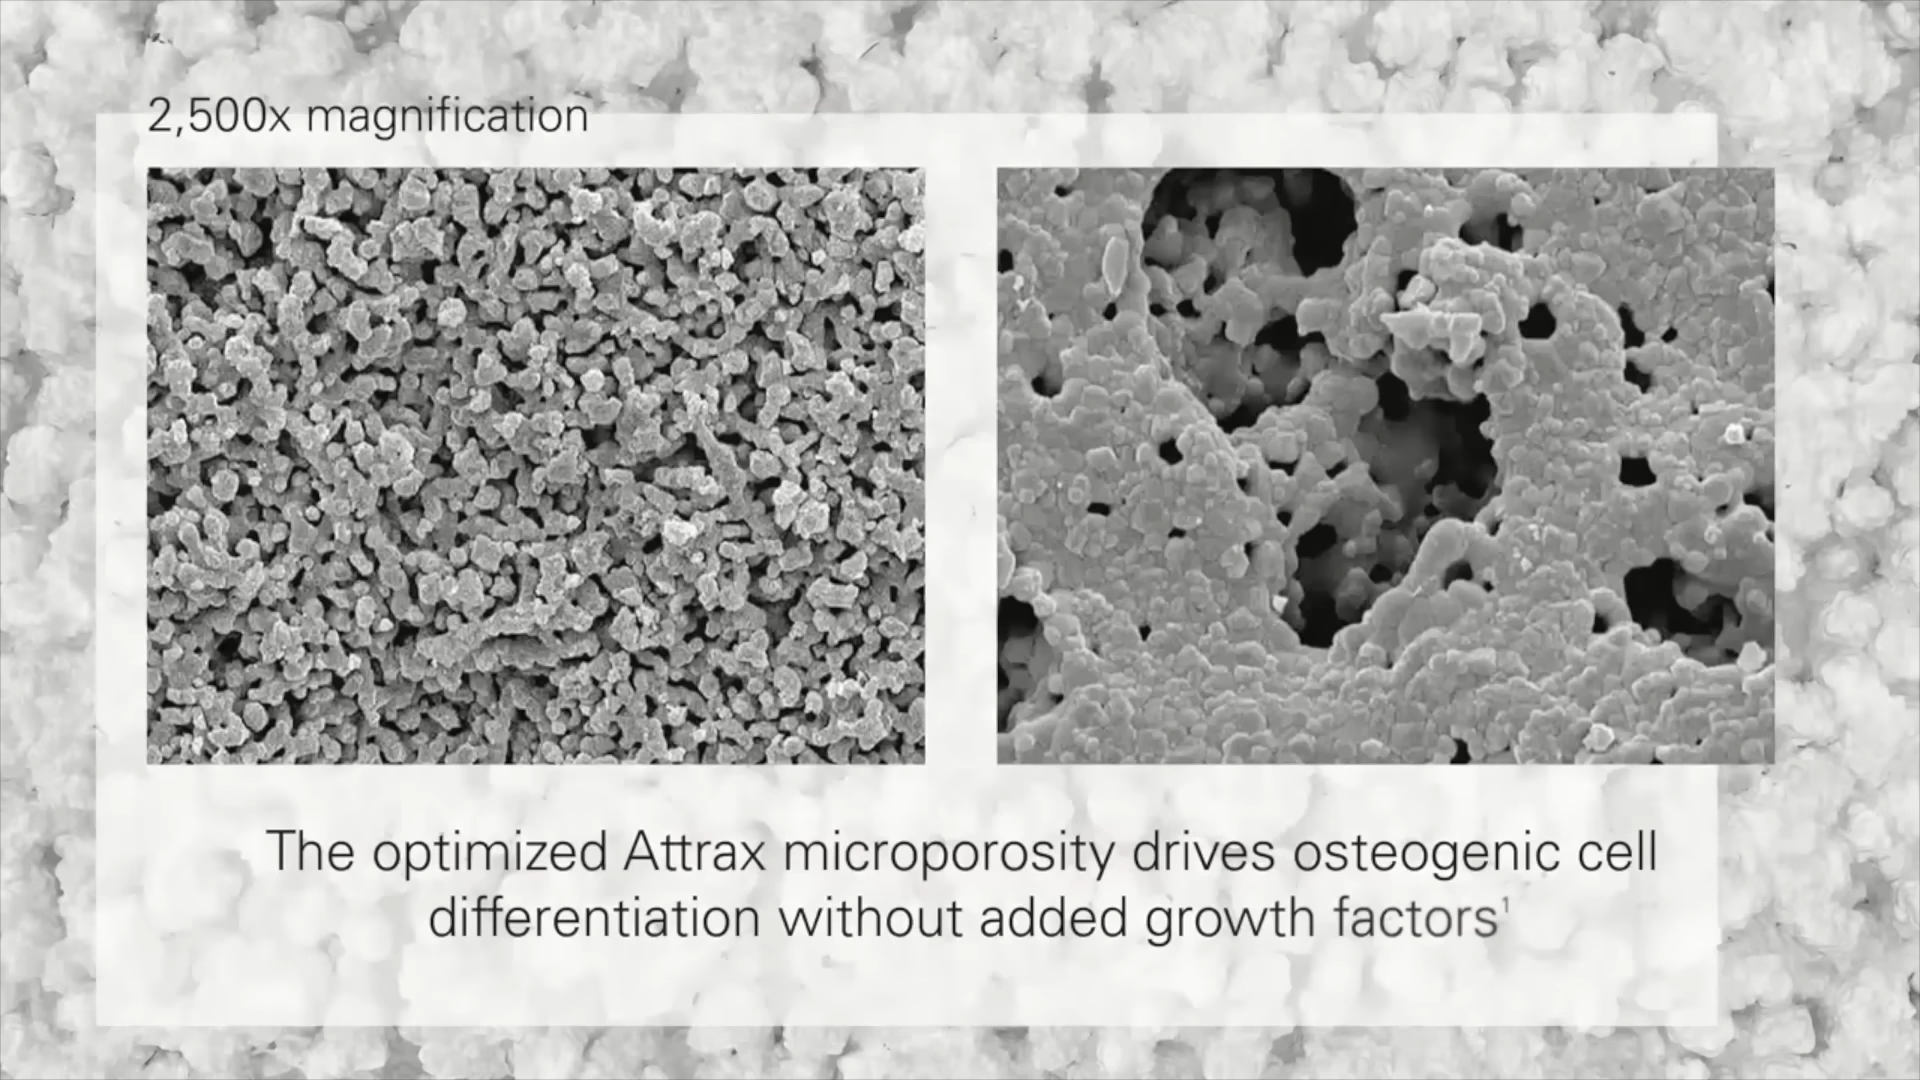 2,500x magnification
The optimized Attrax microporosity drives osteogenic cell
differentiation without added growth factors¹